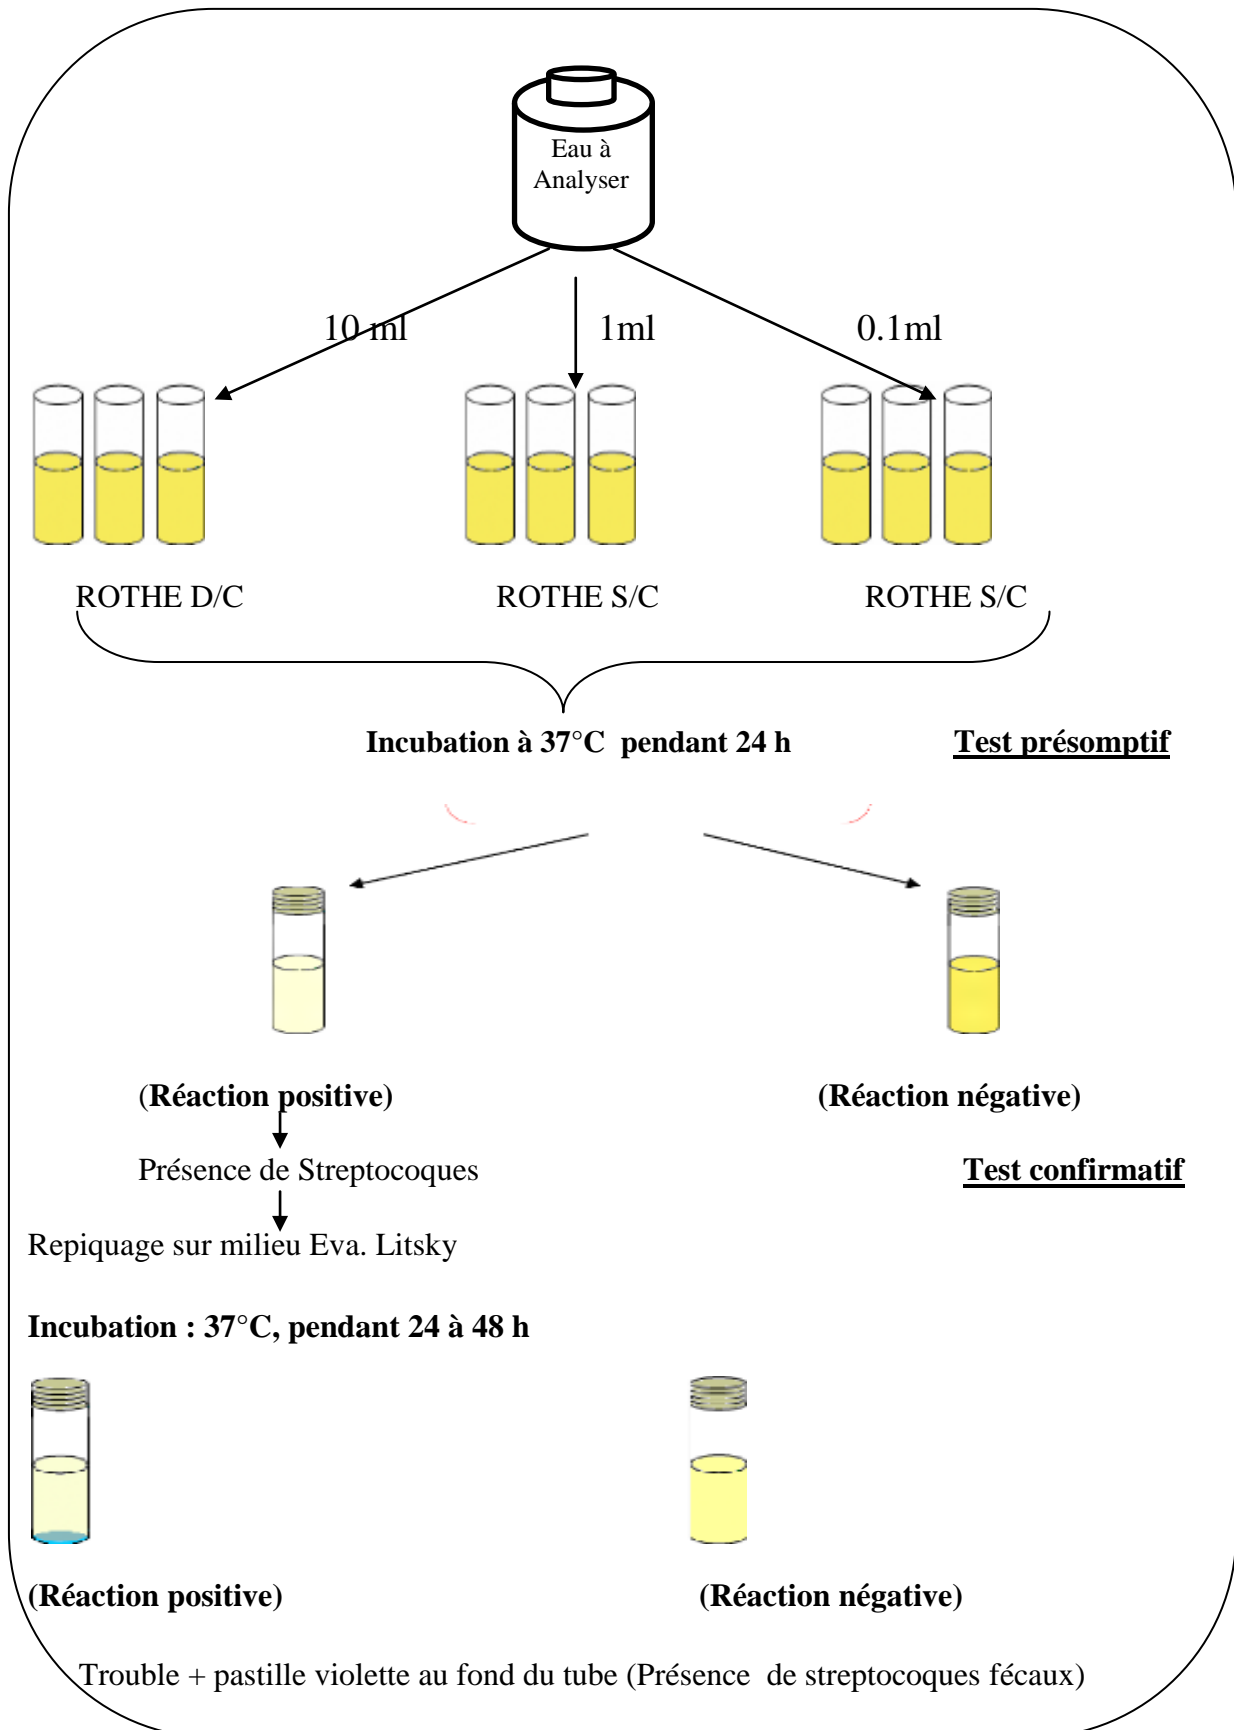 Eau à
Analyser
10 ml
1ml
0.1ml
ROTHE D/C
ROTHE S/C
ROTHE S/C
Incubation à 37°C pendant 24 h
Test présomptif
(Réaction positive)
(Réaction négative)
Présence de Streptocoques
Test confirmatif
Repiquage sur milieu Eva. Litsky
Incubation : 37°C, pendant 24 à 48 h
(Réaction positive)
(Réaction négative)
Trouble + pastille violette au fond du tube (Présence de streptocoques fécaux)